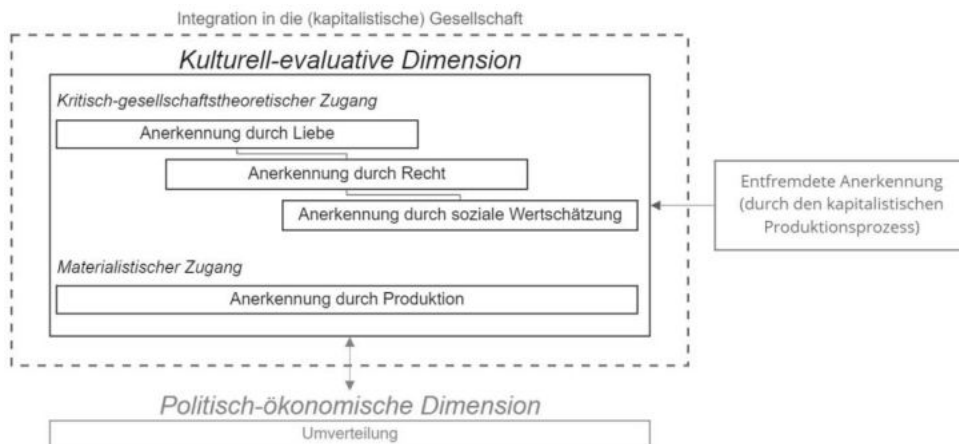 Integration in die (kapitalistische) Gesellschaft
Kulturell-evaluative Dimension
Kritisch-gesellschaftstheoretischer Zugang
Anerkennung durch Liebe
Anerkennung durch Recht
Anerkennung durch soziale Wertschätzung
Entfremdete Anerkennung
(durch den kapitalistischen
Produktionsprozess)
Materialistischer Zugang
Anerkennung durch Produktion
Politisch-ökonomische Dimension
Umverteilung